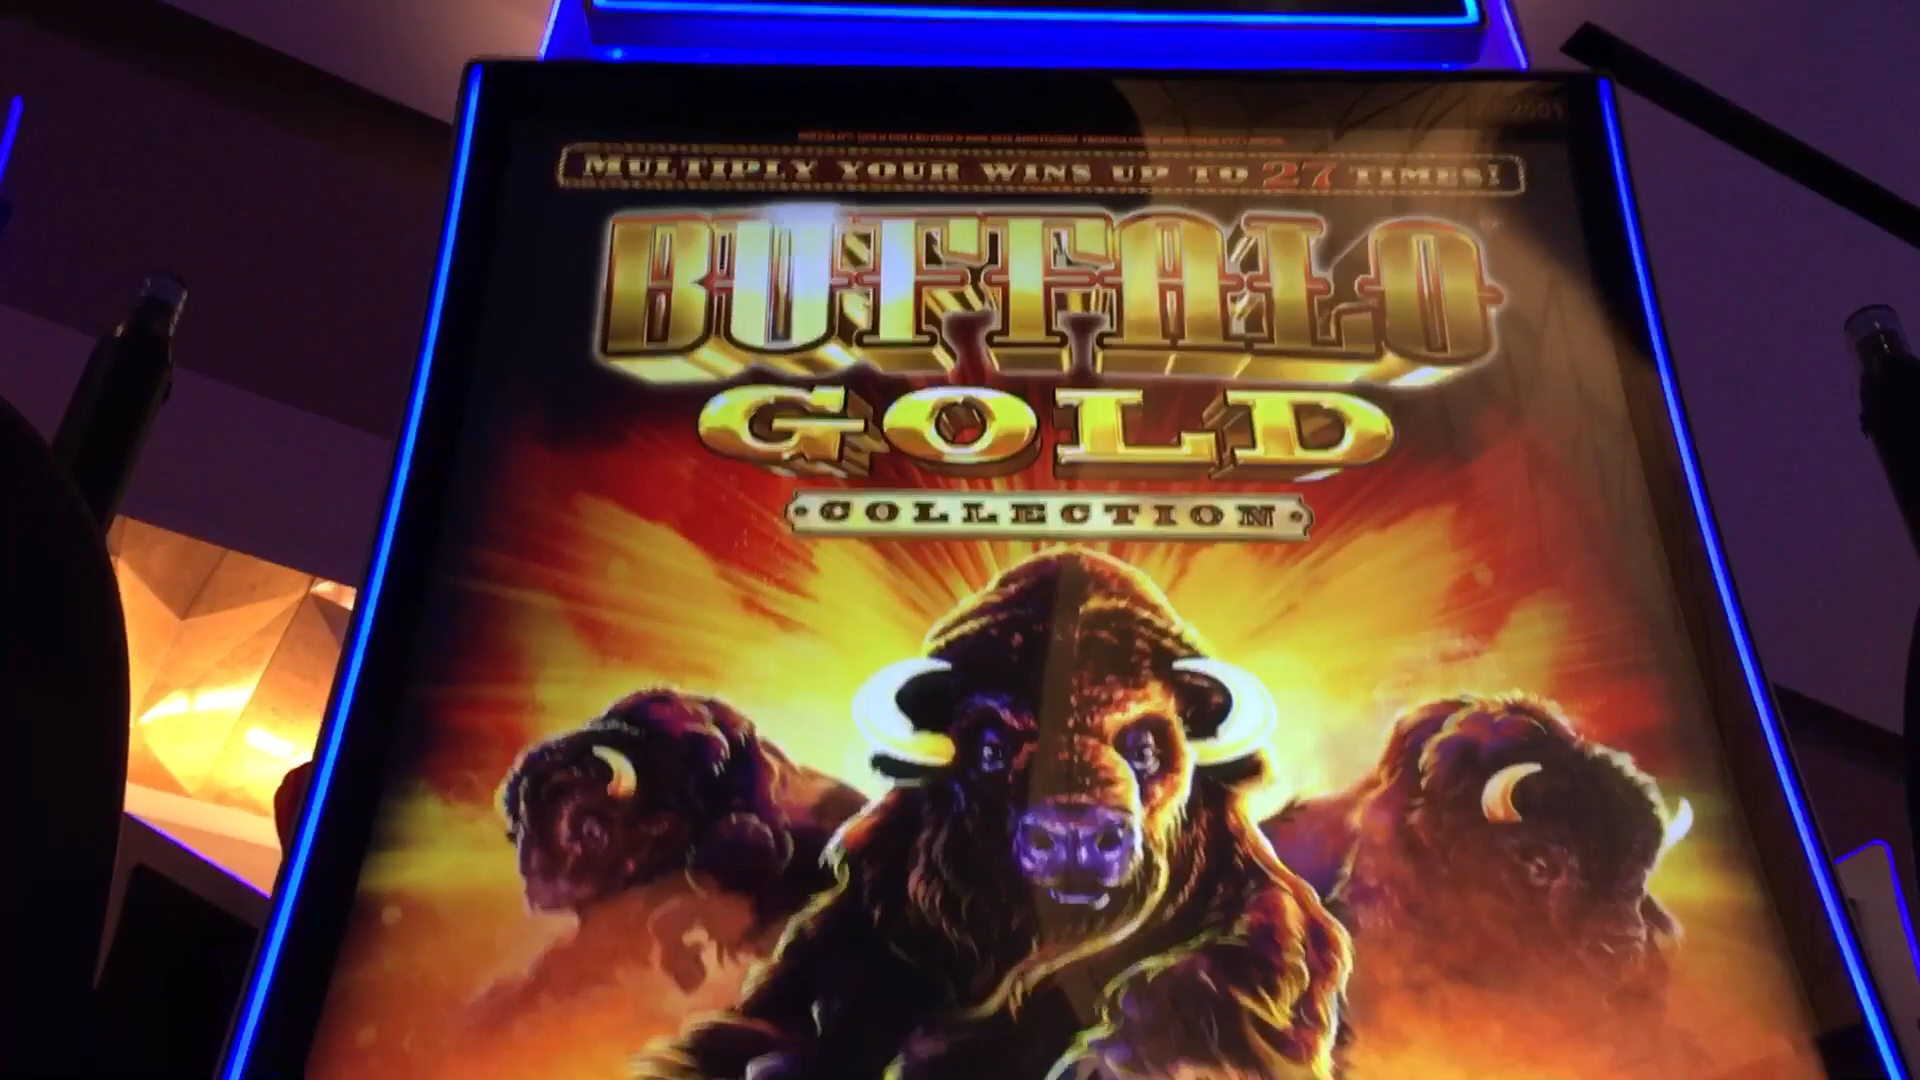 MULTIPLY YOUR WINS UP TO 27 TIMES!
BUFFALO
GOLD
COLLECTION